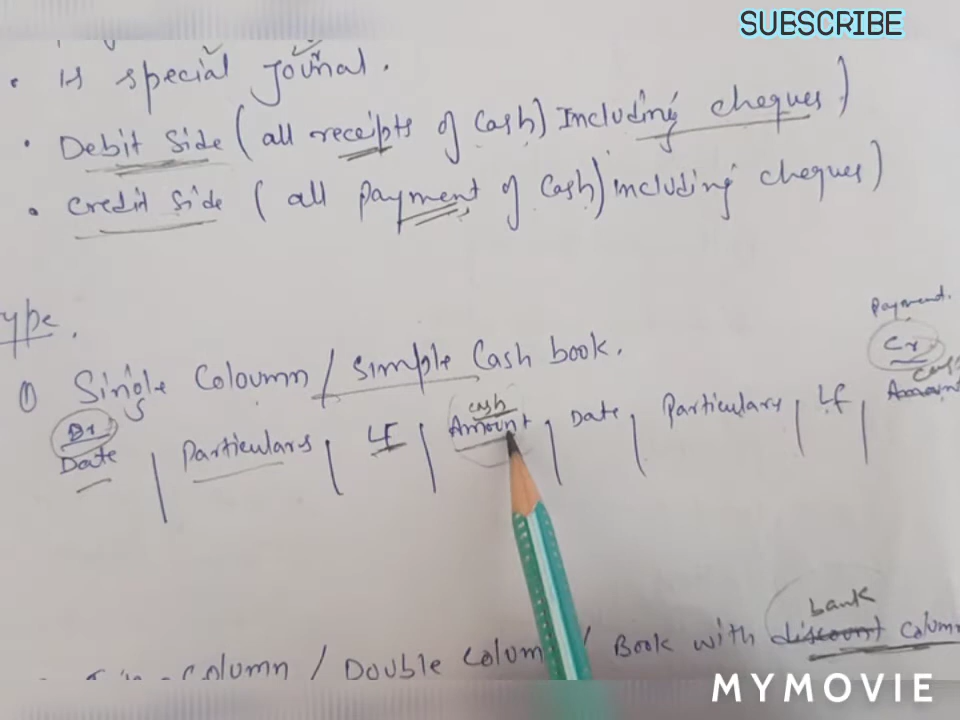 SUBSCRIBE
• is special Journal.
• Debit Side ( all receipts of Cash) Including cheques )
• Credit Side ( all payment of Cash) including cheques )
ype.
Payment.
① Single Coloumn / Simple Cash book.
Cr
Dr cash
Date Particulars LF Amount Date Particulars LF
column / Double Colum / Book with bank discount column
MYMOVIE